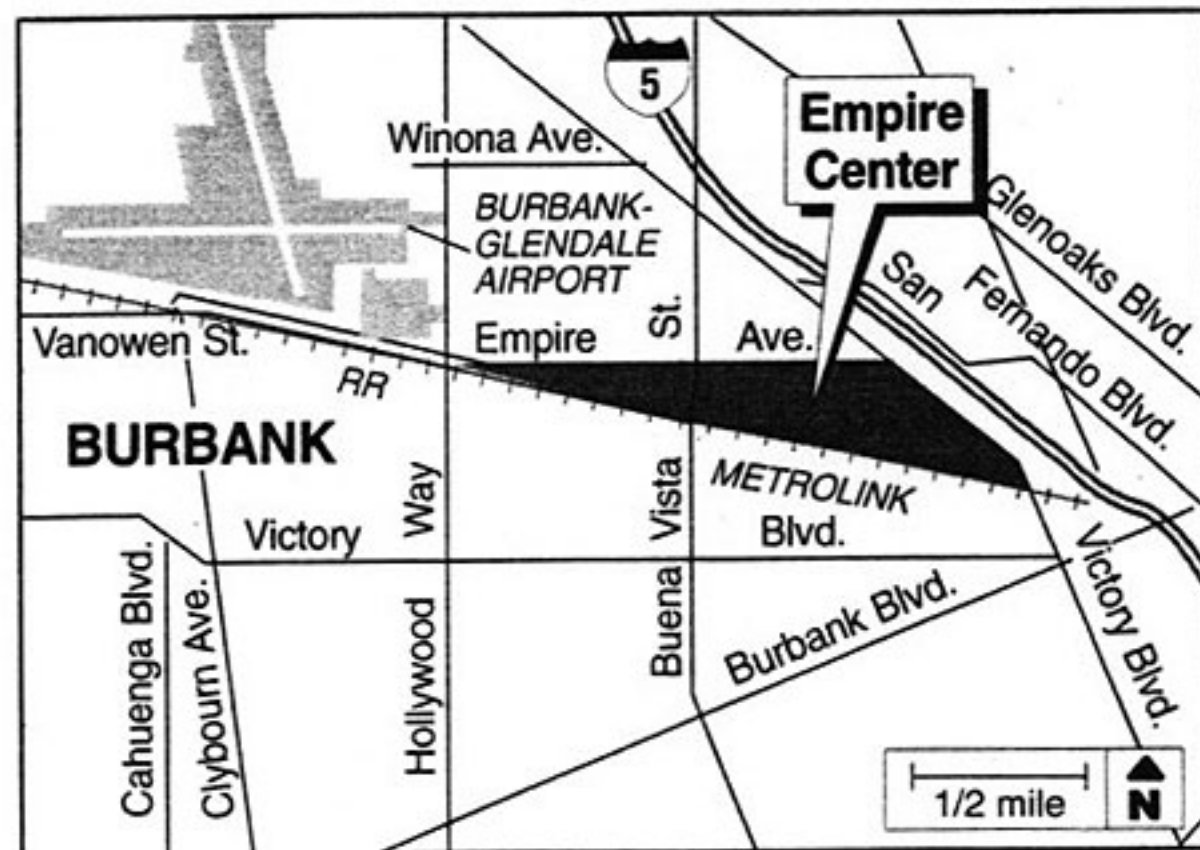 5
Empire
Center
Winona Ave.
BURBANK-
GLENDALE
AIRPORT
Glenoaks Blvd.
San Fernando Blvd.
Vanowen St.
Empire Ave.
RR
BURBANK
METROLINK
Victory Blvd.
Hollywood Way
Buena Vista St.
Cahuenga Blvd.
Clybourn Ave.
Burbank Blvd.
Victory Blvd.
1/2 mile
N